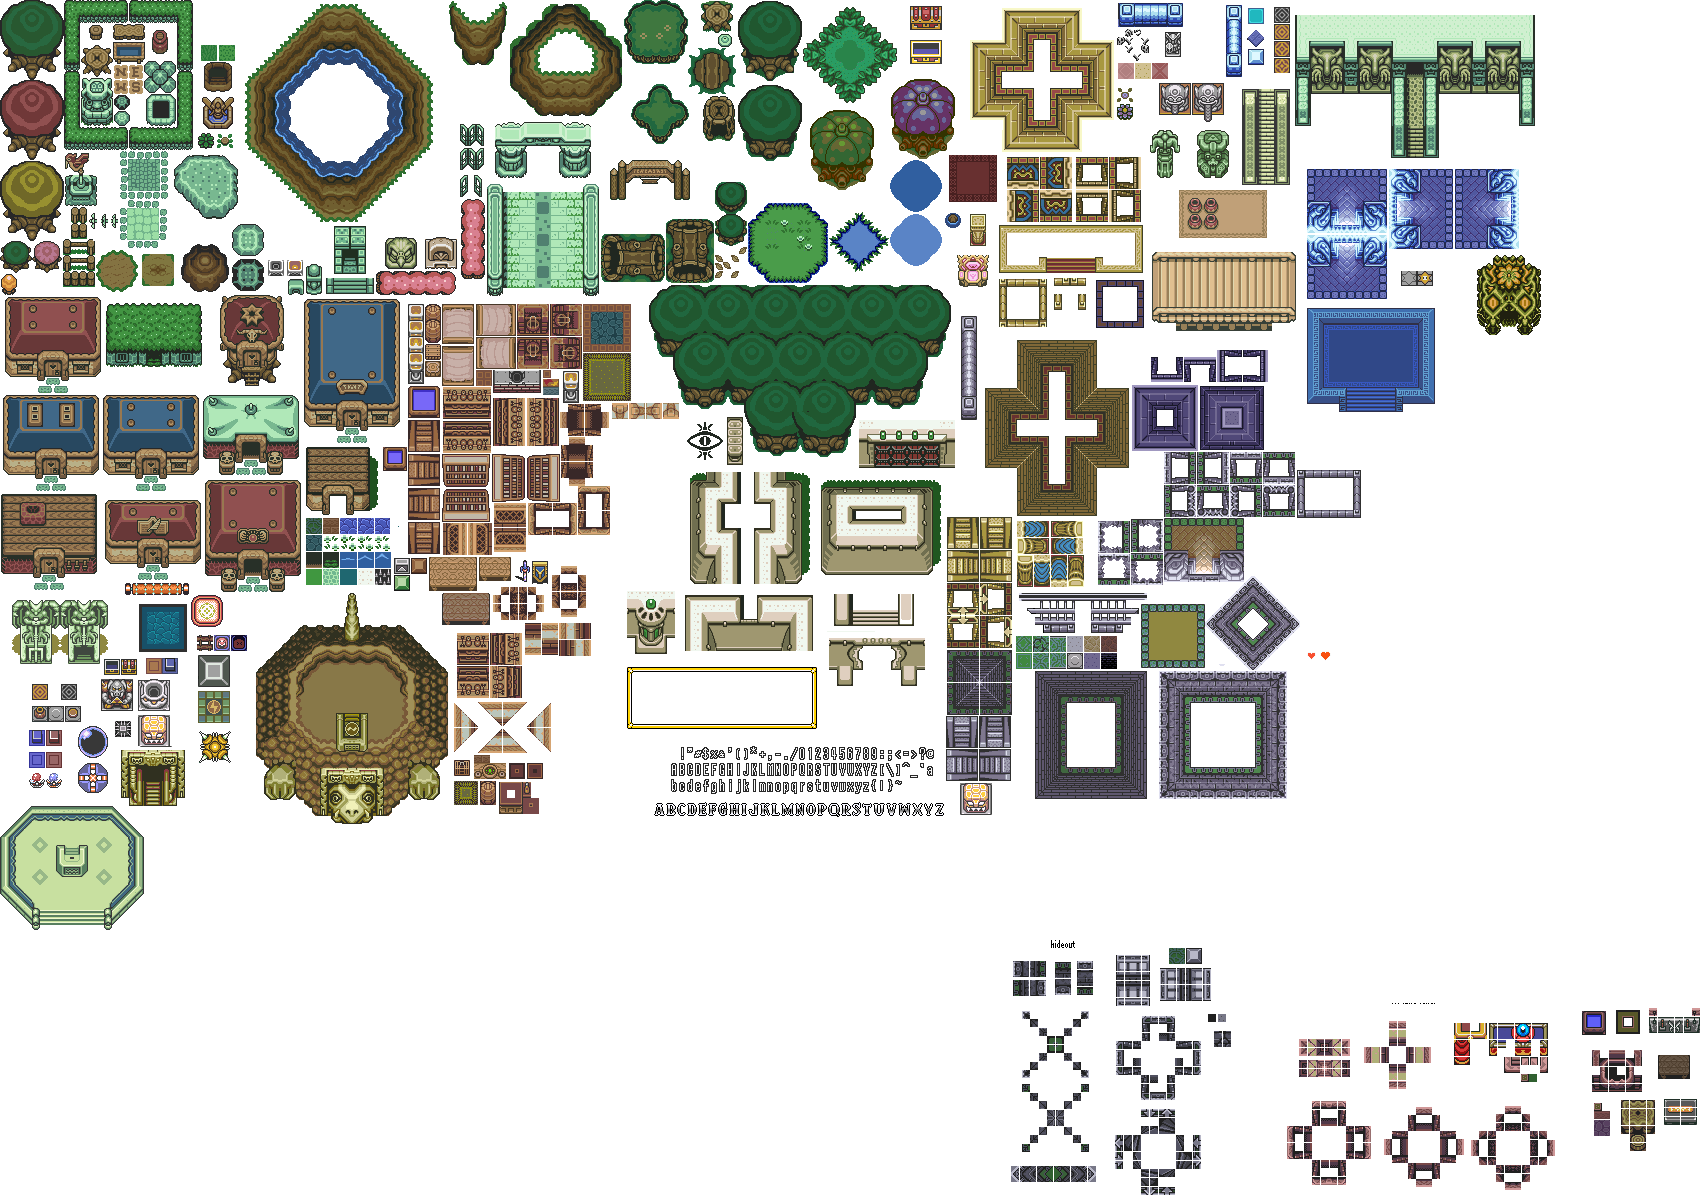 N E
W S
!"#$%&'()*+,-./0123456789:;<=>?@
ABCDEFGHIJKLMNOPQRSTUVWXYZ[\]^_`a
bcdefghijklmnopqrstuvwxyz{|}~
ABCDEFGHIJKLMNOPQRSTUVWXYZ
hideout